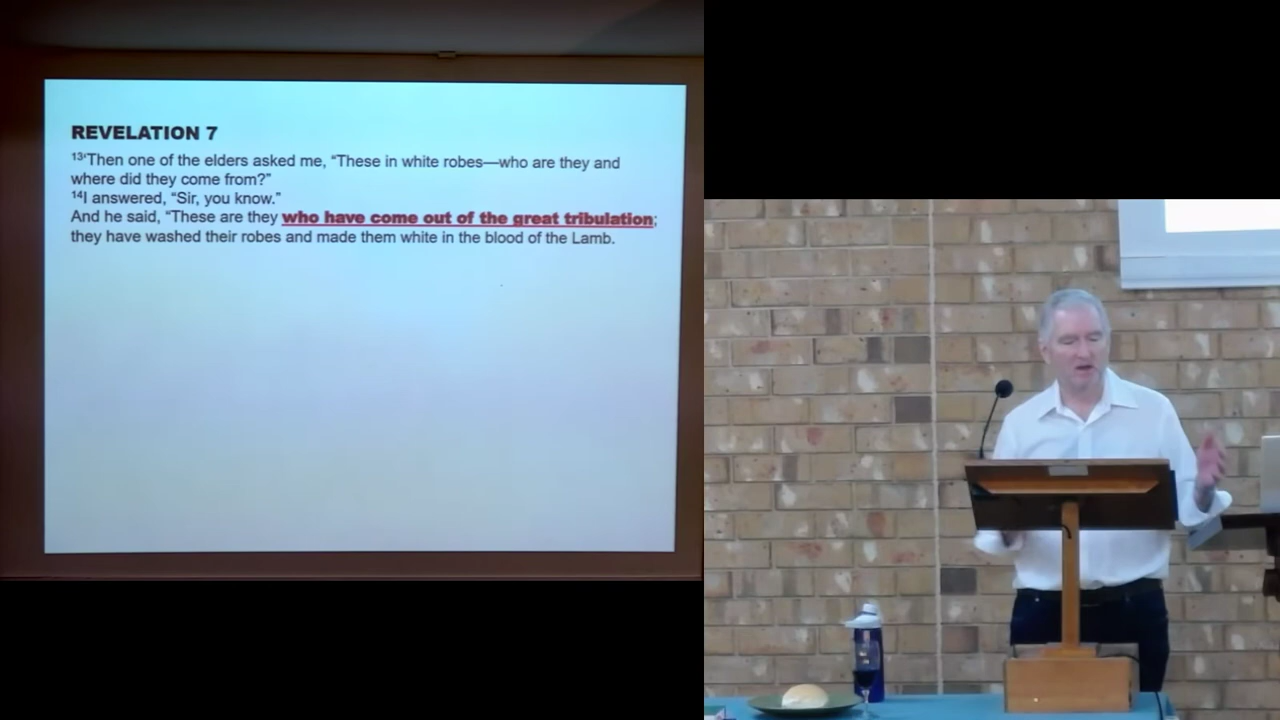 REVELATION 7
¹³‘Then one of the elders asked me, “These in white robes—who are they and
where did they come from?”
¹⁴I answered, “Sir, you know.”
And he said, “These are they who have come out of the great tribulation;
they have washed their robes and made them white in the blood of the Lamb.